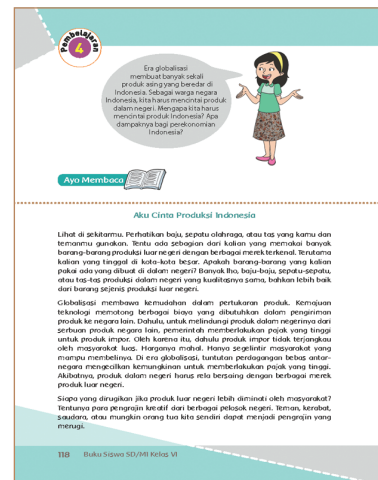 Pembelajaran
4
Era globalisasi
membuat banyak sekali
produk asing yang beredar di
Indonesia. Sebagai warga negara
Indonesia, kita harus mencintai produk
dalam negeri. Mengapa kita harus
mencintai produk Indonesia? Apa
dampaknya bagi perekonomian
Indonesia?
Ayo Membaca
Aku Cinta Produksi Indonesia
Lihat di sekitarmu. Perhatikan baju, sepatu olahraga, atau tas yang kamu dan
temanmu gunakan. Tentu ada sebagian dari kalian yang memakai banyak
barang-barang produksi luar negeri dengan berbagai merek terkenal. Terutama
kalian yang tinggal di kota-kota besar. Apakah barang-barang yang kalian
pakai ada yang dibuat di dalam negeri? Banyak lho, baju-baju, sepatu-sepatu,
atau tas-tas produksi dalam negeri yang kualitasnya sama, bahkan lebih baik
dari barang sejenis produksi luar negeri.
Globalisasi membawa kemudahan dalam pertukaran produk. Kemajuan
teknologi memotong berbagai biaya yang dibutuhkan dalam pengiriman
produk ke negara lain. Dahulu, untuk melindungi produk dalam negerinya dari
serbuan produk negara lain, pemerintah memberlakukan pajak yang tinggi
untuk produk impor. Oleh karena itu, dahulu produk impor tidak terjangkau
oleh masyarakat luas. Harganya mahal. Hanya segelintir masyarakat yang
mampu membelinya. Di era globalisasi, tuntutan perdagangan bebas antar-
negara mengecilkan kemungkinan untuk memberlakukan pajak yang tinggi.
Akibatnya, produk dalam negeri harus rela bersaing dengan berbagai merek
produk luar negeri.
Siapa yang dirugikan jika produk luar negeri lebih diminati oleh masyarakat?
Tentunya para pengrajin kreatif dari berbagai pelosok negeri. Teman, kerabat,
saudara, atau mungkin orang tua kita sendiri dapat menjadi pengrajin yang
merugi.
118 Buku Siswa SD/MI Kelas VI